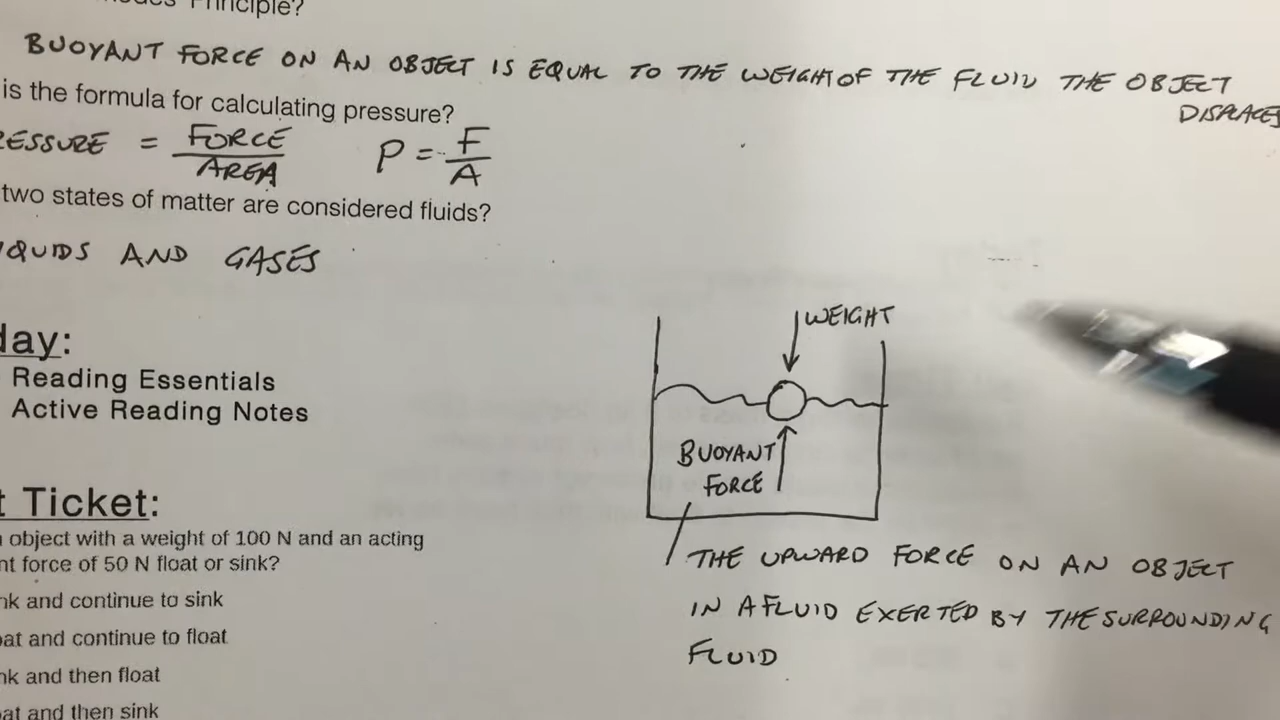 Principle?
BUOYANT FORCE ON AN OBJECT IS EQUAL TO THE WEIGHT OF THE FLUID THE OBJECT
DISPLACES
is the formula for calculating pressure?
RESSURE = FORCE
AREA
P = F
A
two states of matter are considered fluids?
IQUIDS AND GASES
day:
Reading Essentials
Active Reading Notes
t Ticket:
object with a weight of 100 N and an acting
nt force of 50 N float or sink?
nk and continue to sink
oat and continue to float
nk and then float
oat and then sink
WEIGHT
BUOYANT
FORCE
THE UPWARD FORCE ON AN OBJECT
IN A FLUID EXERTED BY THE SURROUNDING
FLUID